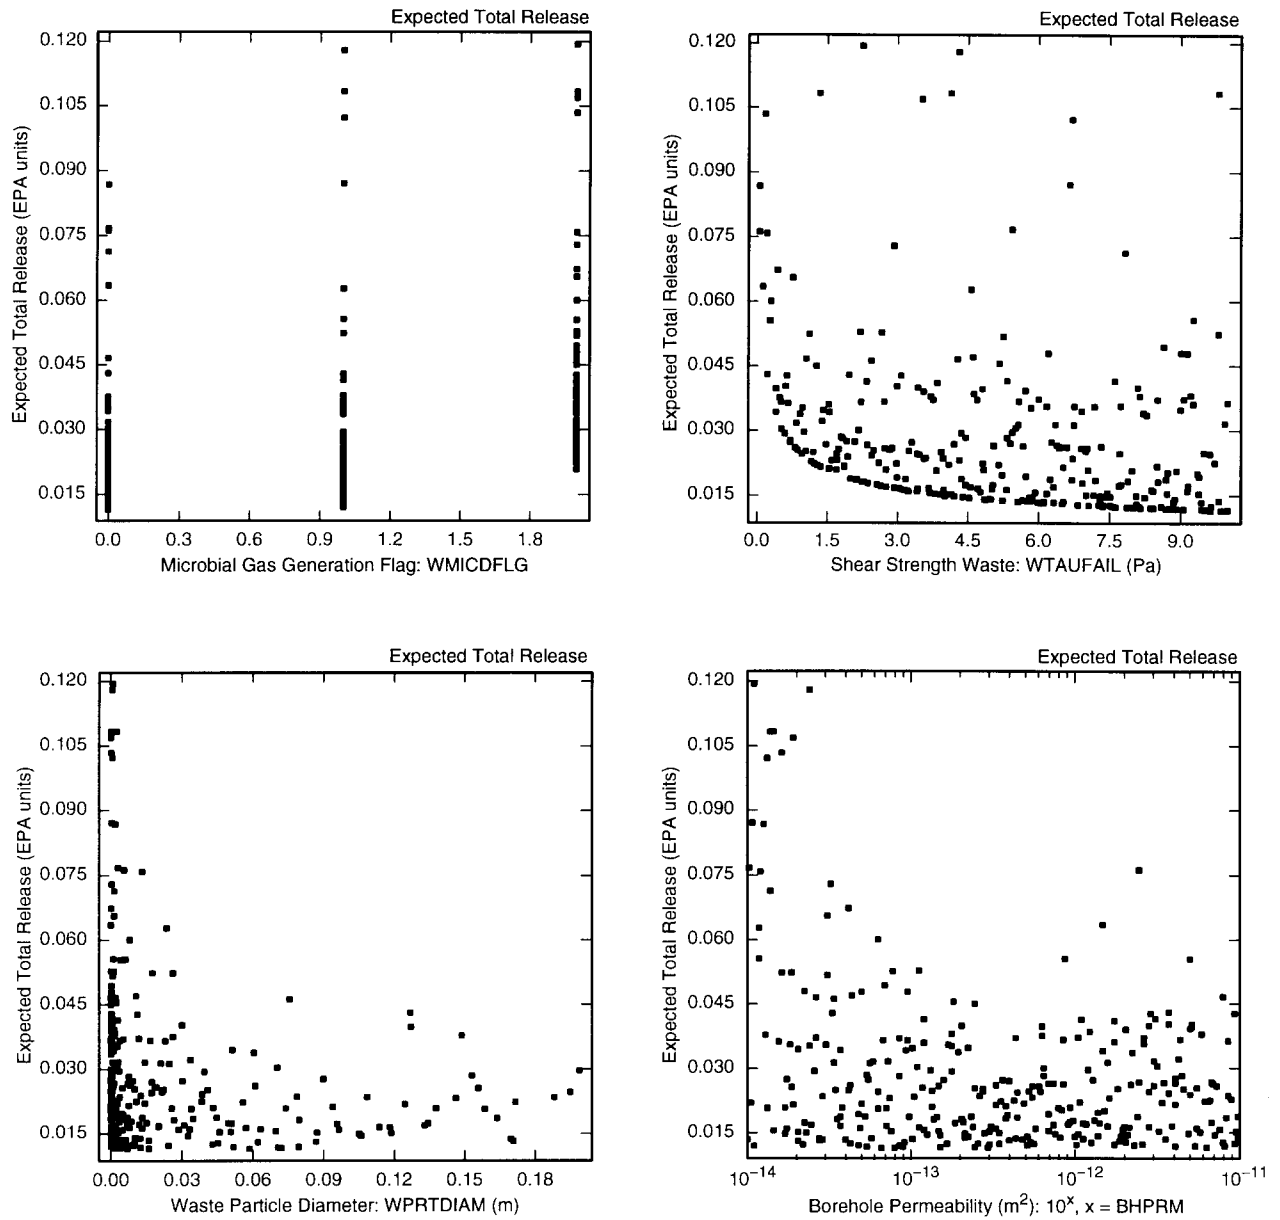 Expected Total Release
Expected Total Release (EPA units)
0.120
0.105
0.090
0.075
0.060
0.045
0.030
0.015
0.0 0.3 0.6 0.9 1.2 1.5 1.8
Microbial Gas Generation Flag: WMICDFLG
Expected Total Release
Expected Total Release (EPA units)
0.120
0.105
0.090
0.075
0.060
0.045
0.030
0.015
0.0 1.5 3.0 4.5 6.0 7.5 9.0
Shear Strength Waste: WTAUFAIL (Pa)
Expected Total Release
Expected Total Release (EPA units)
0.120
0.105
0.090
0.075
0.060
0.045
0.030
0.015
0.00 0.03 0.06 0.09 0.12 0.15 0.18
Waste Particle Diameter: WPRTDIAM (m)
Expected Total Release
Expected Total Release (EPA units)
0.120
0.105
0.090
0.075
0.060
0.045
0.030
0.015
10⁻¹⁴ 10⁻¹³ 10⁻¹² 10⁻¹¹
Borehole Permeability (m²): 10ˣ, x = BHPRM